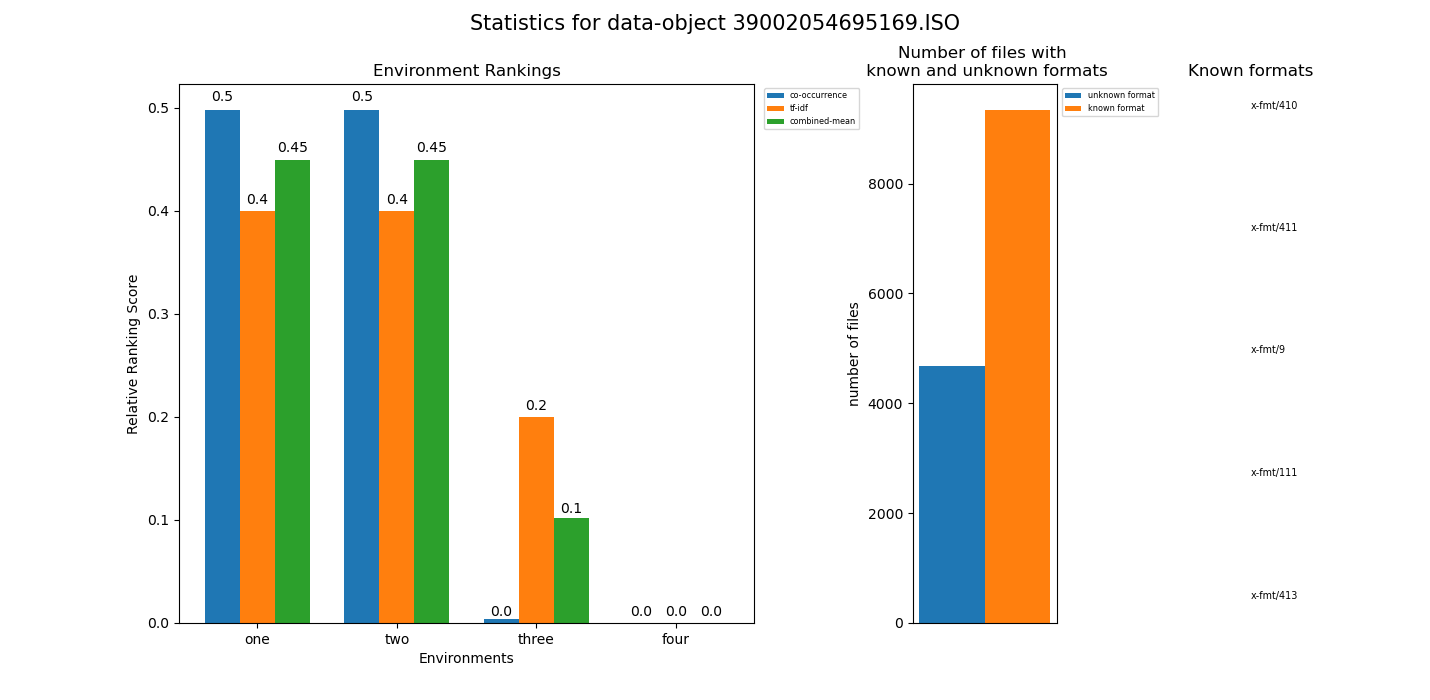 Statistics for data-object 39002054695169.ISO
Environment Rankings
0.5
0.4
0.3
0.2
0.1
0.0
Relative Ranking Score
0.5
0.4
0.45
0.5
0.4
0.45
0.0
0.2
0.1
0.0
0.0
0.0
one
two
three
four
Environments
co-occurrence
tf-idf
combined-mean
Number of files with
known and unknown formats
8000
6000
4000
2000
0
number of files
unknown format
known format
Known formats
x-fmt/410
x-fmt/411
x-fmt/9
x-fmt/111
x-fmt/413